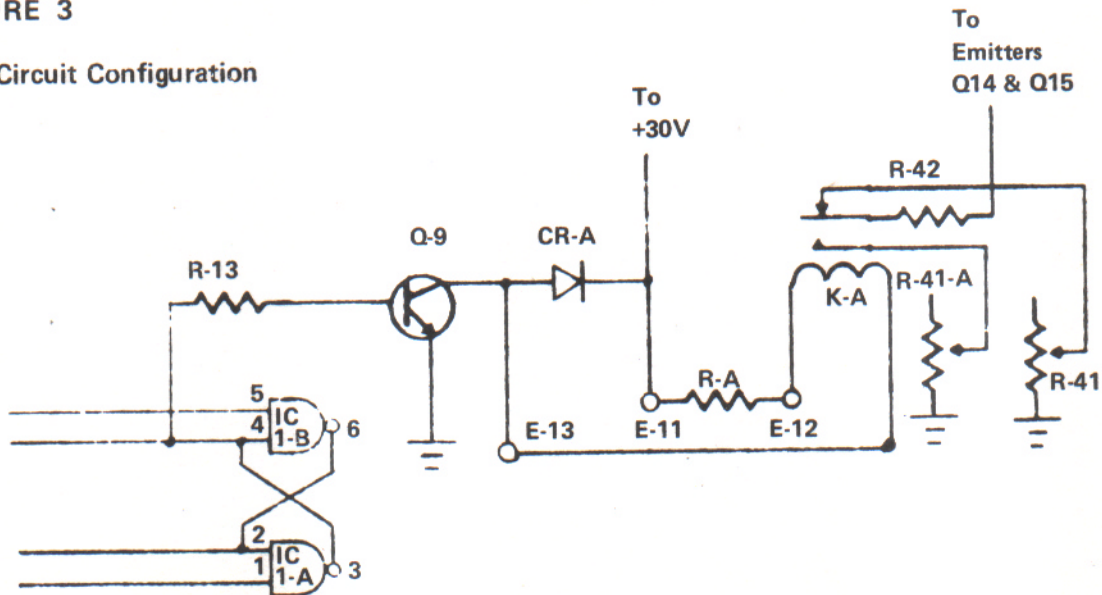 RE 3
Circuit Configuration
To
Emitters
Q14 & Q15
To
+30V
R-42
Q-9
CR-A
R-13
K-A
R-41-A
R-41
R-A
5
4
IC
1-B
6
E-13
E-11
E-12
2
1
IC
1-A
3